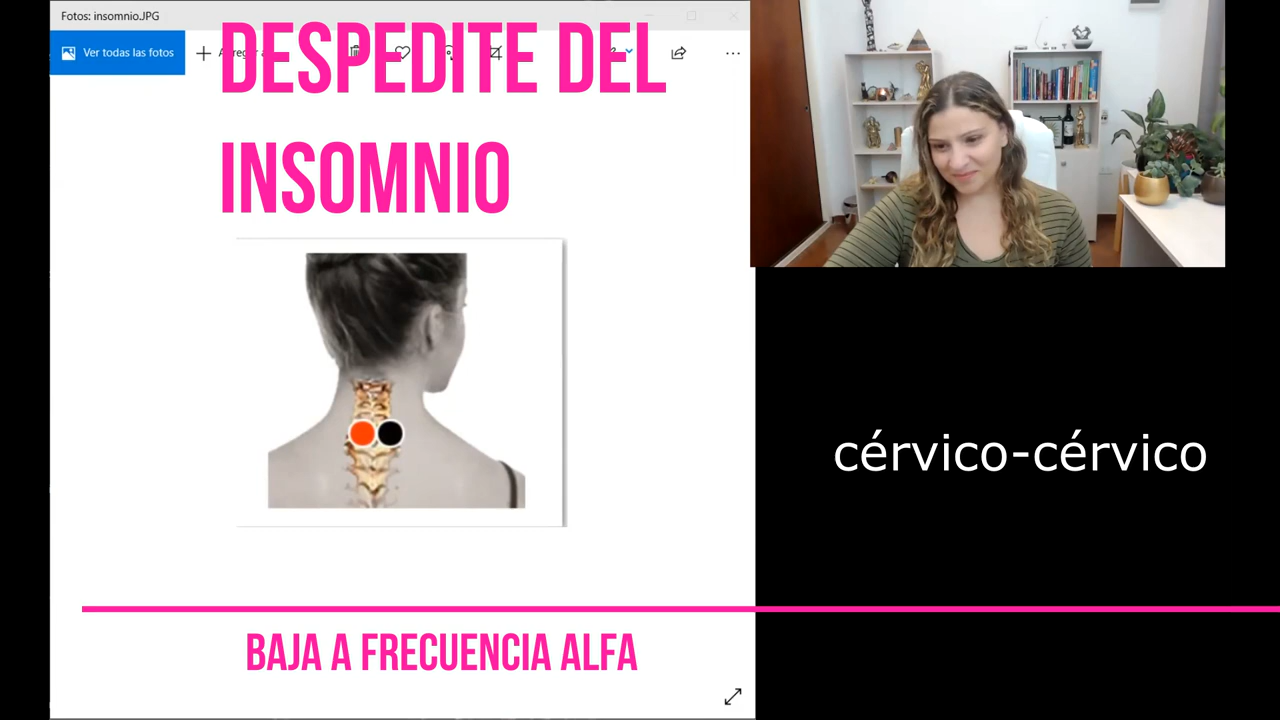 Fotos: insomnio.JPG
Ver todas las fotos
DESPEDITE DEL
INSOMNIO
cérvico-cérvico
BAJA A FRECUENCIA ALFA